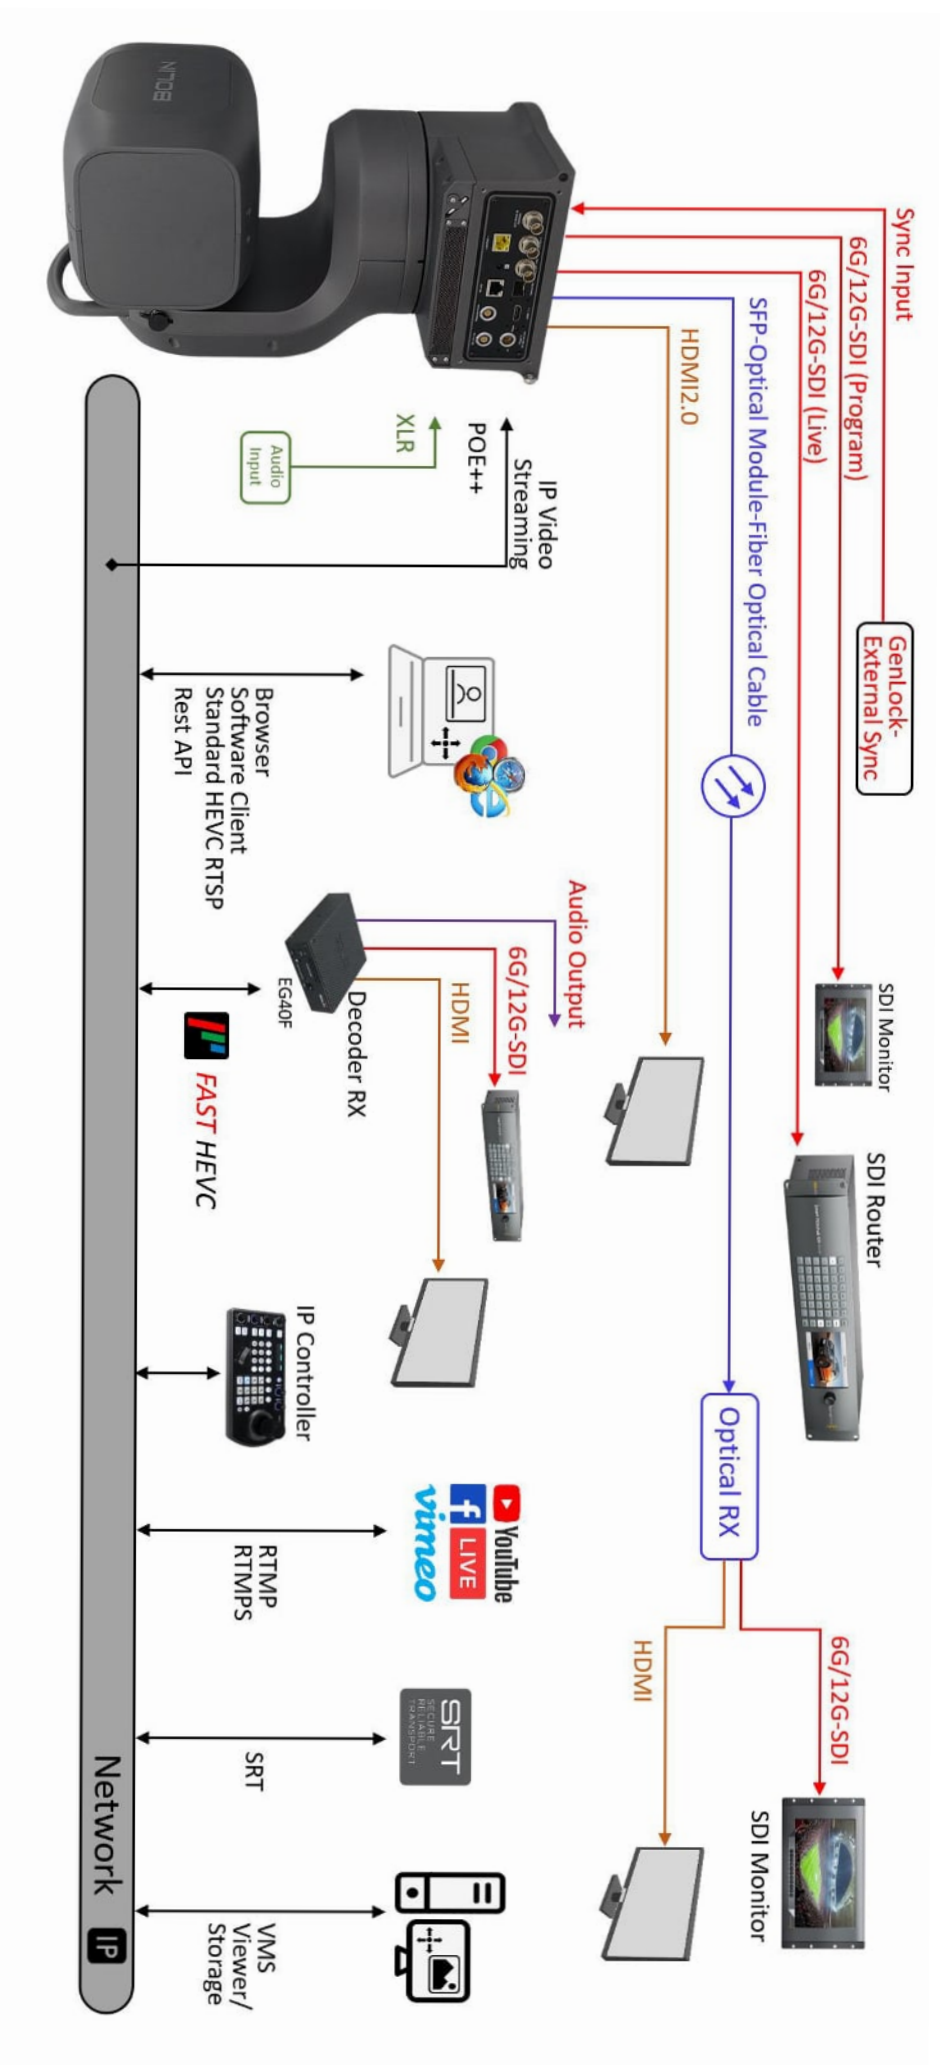 BOLIN
Sync Input
6G/12G-SDI (Program)
6G/12G-SDI (Live)
SFP-Optical Module-Fiber Optical Cable
HDMI2.0
GenLock-
External Sync
SDI Monitor
SDI Router
Optical RX
6G/12G-SDI
HDMI
SDI Monitor
IP Video
Streaming
POE++
XLR
Audio
Input
Browser
Software Client
Standard HEVC RTSP
Rest API
Audio Output
6G/12G-SDI
HDMI
Decoder RX
EG40F
FAST HEVC
IP Controller
YouTube
f LIVE
vimeo
RTMP
RTMPS
SRT
SECURE
RELIABLE
TRANSPORT
SRT
VMS
Viewer/
Storage
Network IP